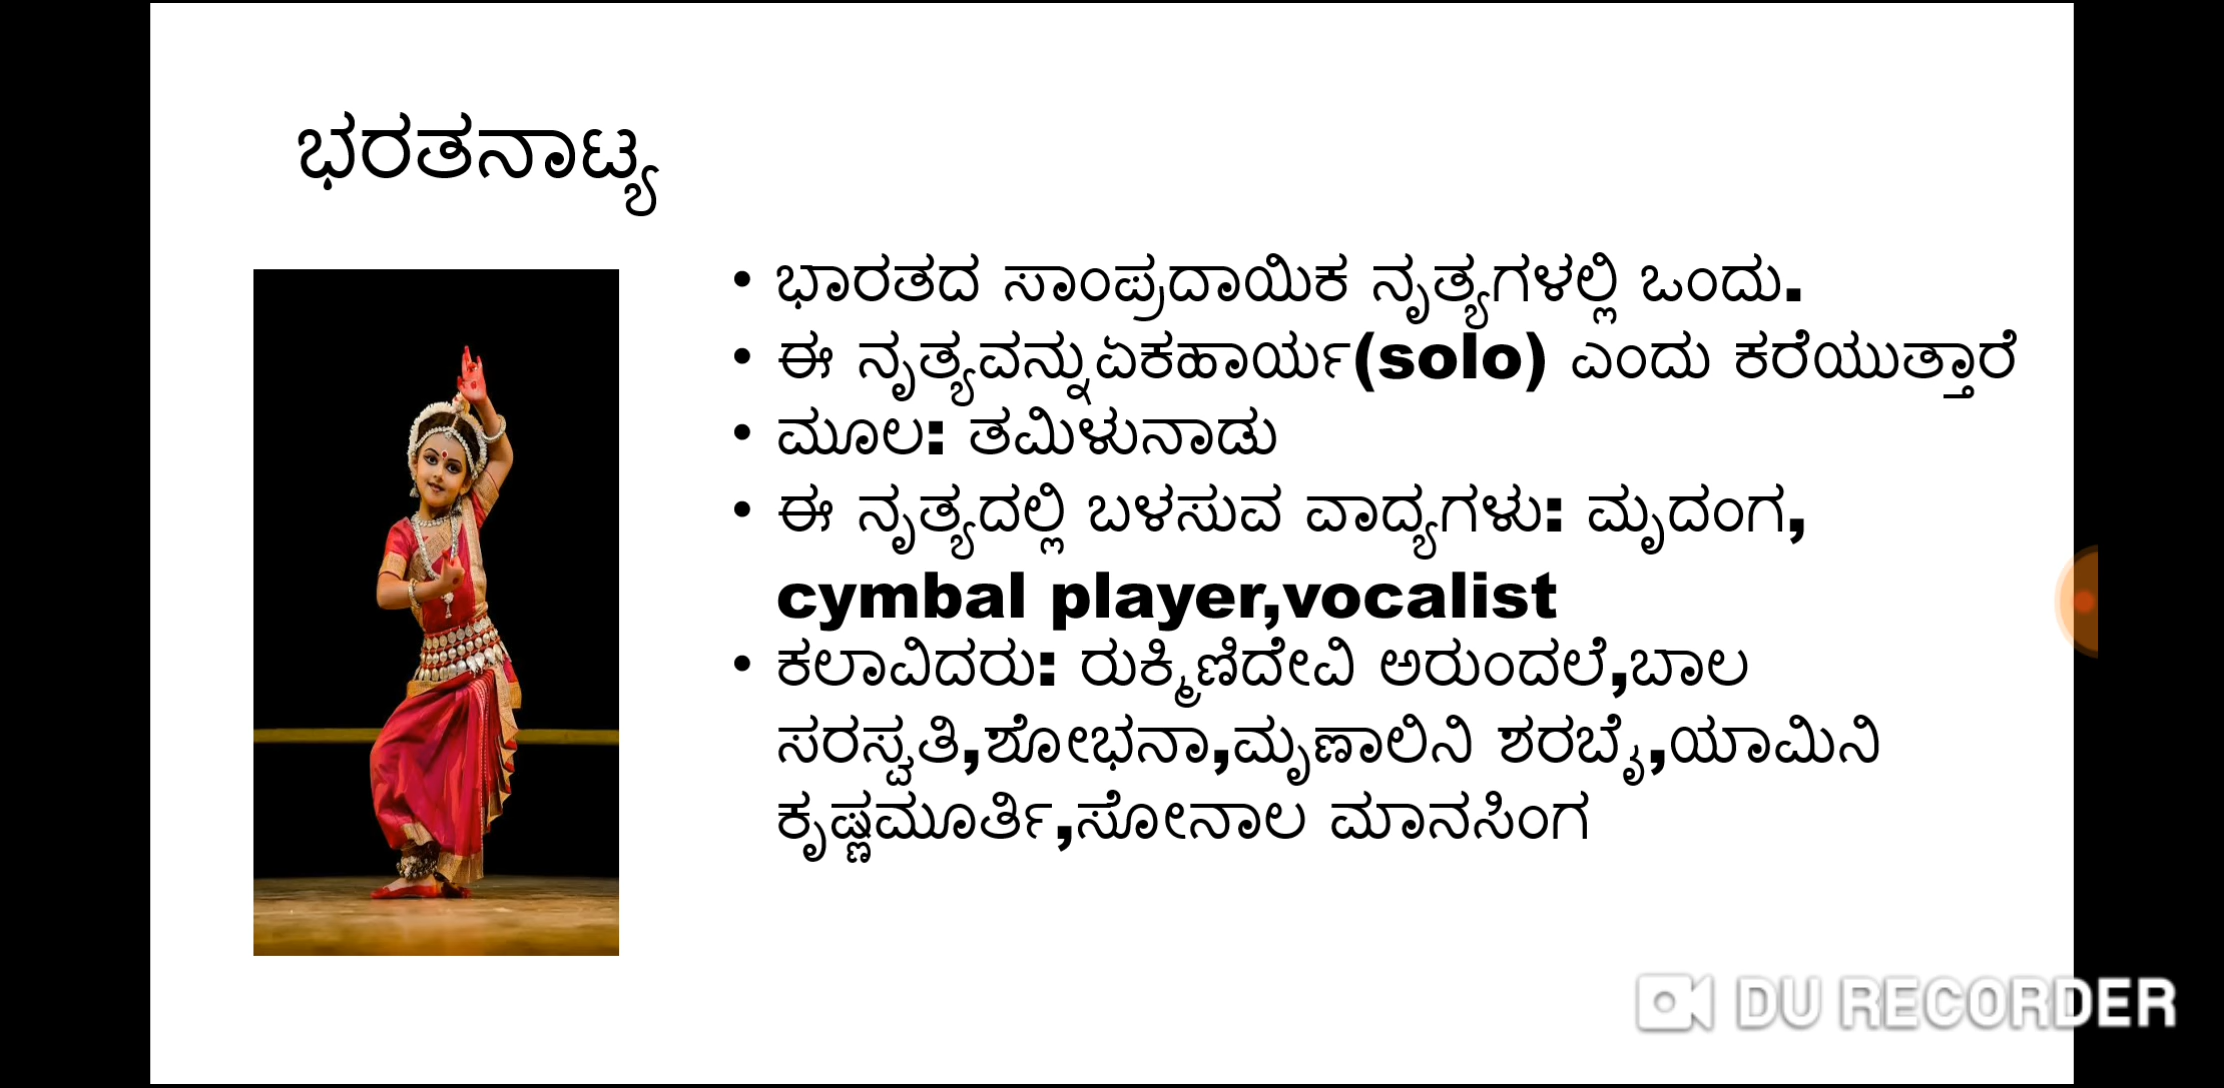 ಭರತನಾಟ್ಯ
• ಭಾರತದ ಸಾಂಪ್ರದಾಯಿಕ ನೃತ್ಯಗಳಲ್ಲಿ ಒಂದು.
• ಈ ನೃತ್ಯವನ್ನುಏಕಹಾರ್ಯ(solo) ಎಂದು ಕರೆಯುತ್ತಾರೆ
• ಮೂಲ: ತಮಿಳುನಾಡು
• ಈ ನೃತ್ಯದಲ್ಲಿ ಬಳಸುವ ವಾದ್ಯಗಳು: ಮೃದಂಗ,
cymbal player,vocalist
• ಕಲಾವಿದರು: ರುಕ್ಮಿಣಿದೇವಿ ಅರುಂದಲೆ,ಬಾಲ
ಸರಸ್ವತಿ,ಶೋಭನಾ,ಮೃಣಾಲಿನಿ ಶರಬೈ,ಯಾಮಿನಿ
ಕೃಷ್ಣಮೂರ್ತಿ,ಸೋನಾಲ ಮಾನಸಿಂಗ
DU RECORDER